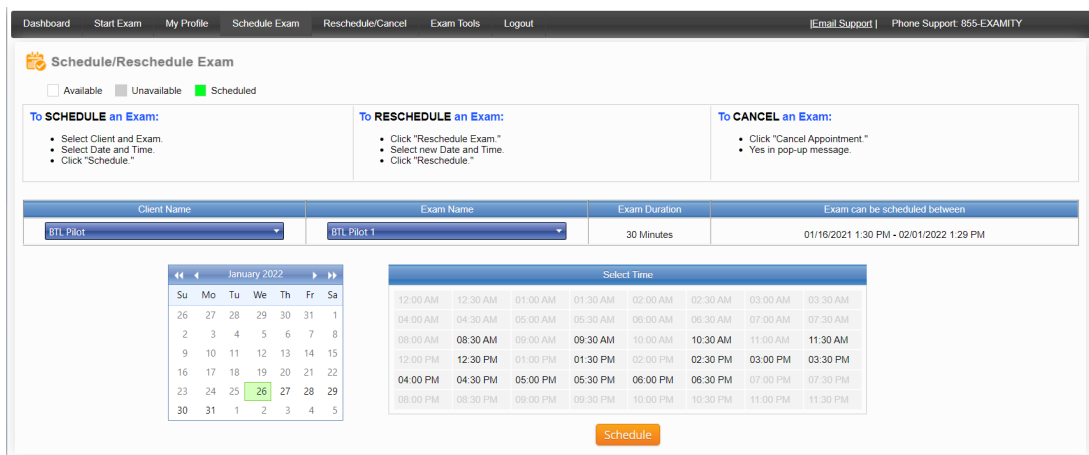 Dashboard Start Exam My Profile Schedule Exam Reschedule/Cancel Exam Tools Logout |Email Support| Phone Support: 855-EXAMITY
Schedule/Reschedule Exam
Available Unavailable Scheduled
To SCHEDULE an Exam:
• Select Client and Exam.
• Select Date and Time.
• Click "Schedule."
To RESCHEDULE an Exam:
• Click "Reschedule Exam."
• Select new Date and Time.
• Click "Reschedule."
To CANCEL an Exam:
• Click "Cancel Appointment."
• Yes in pop-up message.
Client Name Exam Name Exam Duration Exam can be scheduled between
BTL Pilot BTL Pilot 1 30 Minutes 01/16/2021 1:30 PM - 02/01/2022 1:29 PM
January 2022
Su Mo Tu We Th Fr Sa
26 27 28 29 30 31 1
2 3 4 5 6 7 8
9 10 11 12 13 14 15
16 17 18 19 20 21 22
23 24 25 26 27 28 29
30 31 1 2 3 4 5
Select Time
12:00 AM 12:30 AM 01:00 AM 01:30 AM 02:00 AM 02:30 AM 03:00 AM 03:30 AM
04:00 AM 04:30 AM 05:00 AM 05:30 AM 06:00 AM 06:30 AM 07:00 AM 07:30 AM
08:00 AM 08:30 AM 09:00 AM 09:30 AM 10:00 AM 10:30 AM 11:00 AM 11:30 AM
12:00 PM 12:30 PM 01:00 PM 01:30 PM 02:00 PM 02:30 PM 03:00 PM 03:30 PM
04:00 PM 04:30 PM 05:00 PM 05:30 PM 06:00 PM 06:30 PM 07:00 PM 07:30 PM
08:00 PM 08:30 PM 09:00 PM 09:30 PM 10:00 PM 10:30 PM 11:00 PM 11:30 PM
Schedule